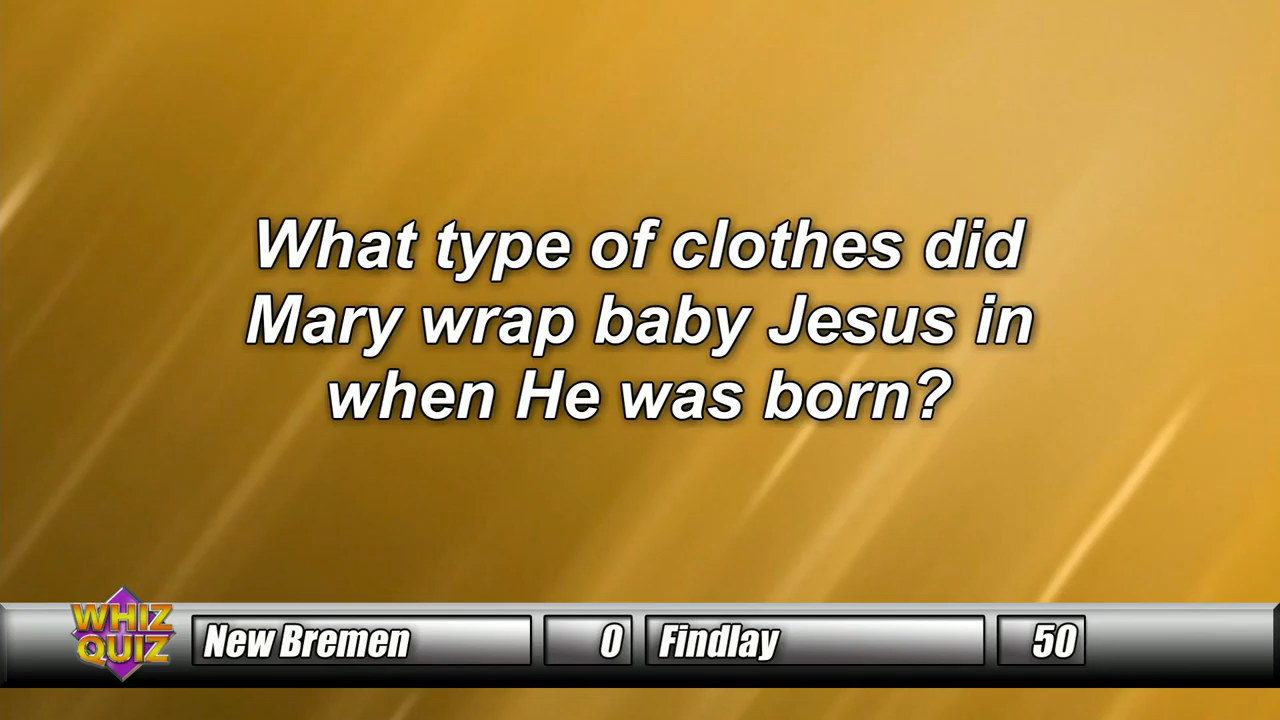 What type of clothes did
Mary wrap baby Jesus in
when He was born?
WHIZ
QUIZ
New Bremen 0 Findlay 50